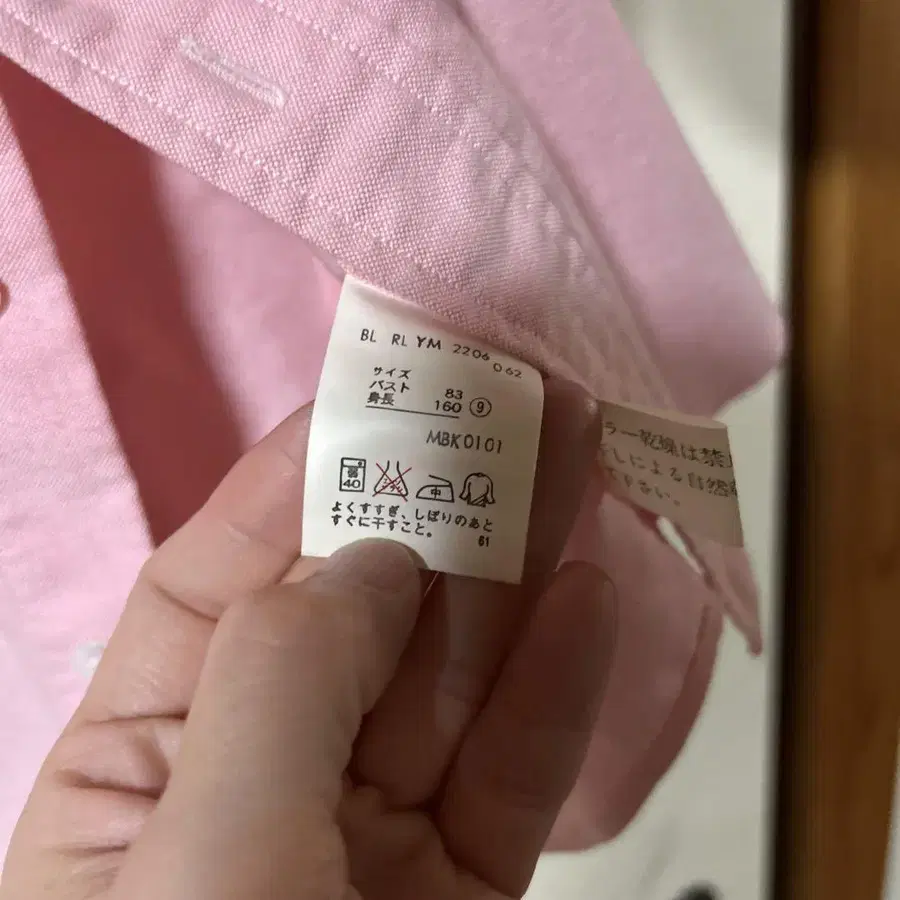 BL RL YM 2206 062
サイズ
バスト 83
身長 160 ⑨
MBK0101
弱 40 中
よくすすぎ、しぼりのあと
すぐに干すこと。 61
ラー乾燥は禁
しによる自然
下さい。